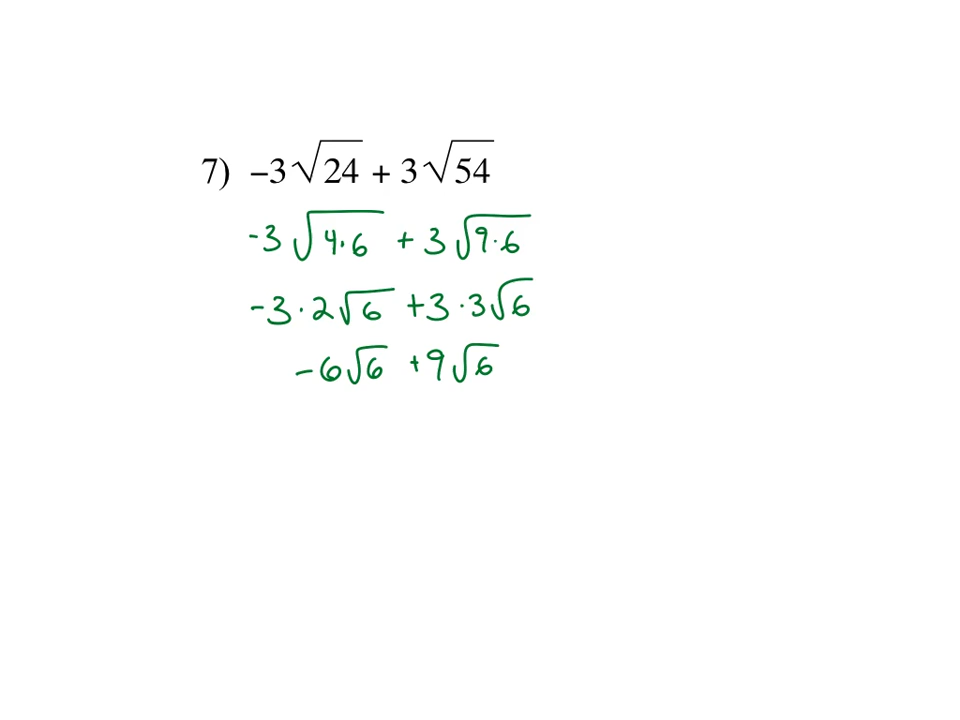 7) −3√24 + 3√54
-3√4·6 + 3√9·6
-3·2√6 +3·3√6
-6√6 +9√6